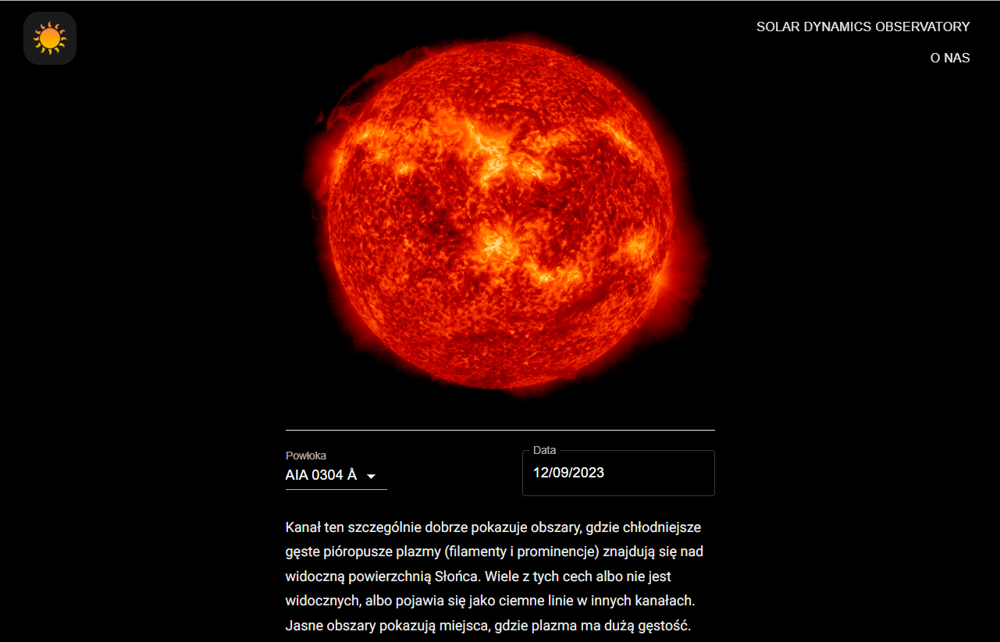 SOLAR DYNAMICS OBSERVATORY
O NAS
Powłoka
AIA 0304 Å
Data
12/09/2023
Kanał ten szczególnie dobrze pokazuje obszary, gdzie chłodniejsze
gęste pióropusze plazmy (filamenty i prominencje) znajdują się nad
widoczną powierzchnią Słońca. Wiele z tych cech albo nie jest
widocznych, albo pojawia się jako ciemne linie w innych kanałach.
Jasne obszary pokazują miejsca, gdzie plazma ma dużą gęstość.